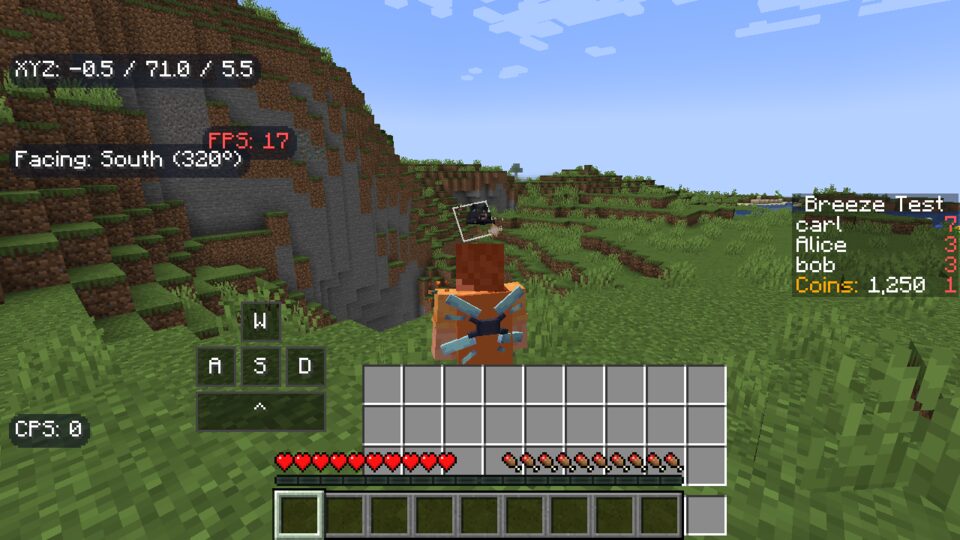 XYZ: -0.5 / 71.0 / 5.5
FPS: 17
Facing: South (320°)
Breeze Test
carl 7
Alice 3
bob 3
Coins: 1,250 1
W
A S D
^
CPS: 0